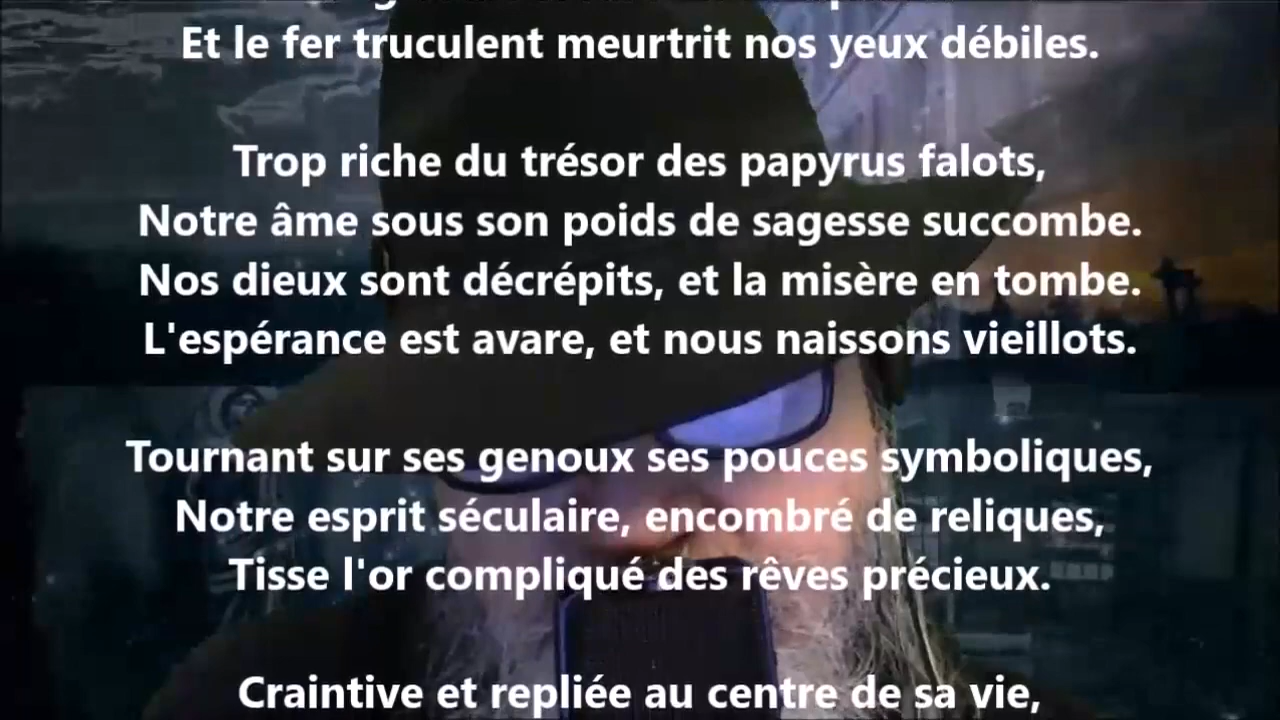 Et le fer truculent meurtrit nos yeux débiles.
Trop riche du trésor des papyrus falots,
Notre âme sous son poids de sagesse succombe.
Nos dieux sont décrépits, et la misère en tombe.
L'espérance est avare, et nous naissons vieillots.
Tournant sur ses genoux ses pouces symboliques,
Notre esprit séculaire, encombré de reliques,
Tisse l'or compliqué des rêves précieux.
Craintive et repliée au centre de sa vie,